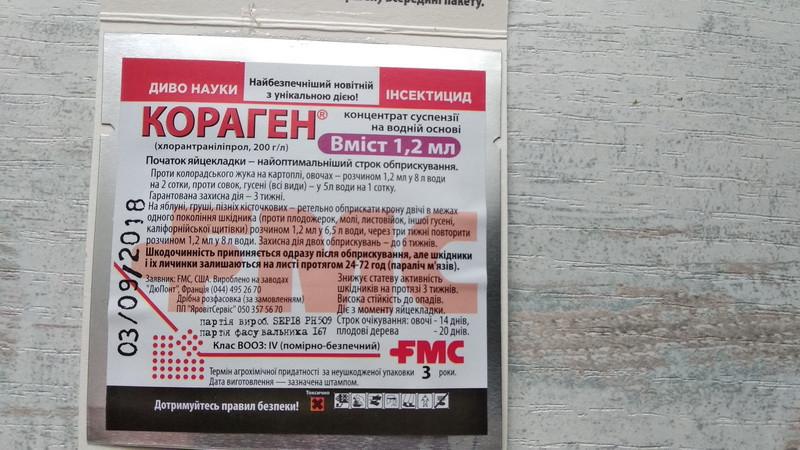 всередині пакету.
ДИВО НАУКИ
Найбезпечніший новітній
з унікальною дією!
ІНСЕКТИЦИД
КОРАГЕН®
концентрат суспензії
на водній основі
(хлорантраніліпрол, 200 г/л)
Вміст 1,2 мл
Початок яйцекладки – найоптимальніший строк обприскування.
Проти колорадського жука на картоплі, овочах – розчином 1,2 мл у 8 л води
на 2 сотки, проти совок, гусені (всі види) – у 5л води на 1 сотку.
Гарантована захисна дія – 3 тижні.
На яблуні, груші, пізніх кісточкових – ретельно обприскати крону двічі в межах
одного покоління шкідника (проти плодожерок, молі, листовійок, іншої гусені,
каліфорнійської щитівки) розчином 1,2 мл у 6,5 л води, через три тижні повторити
розчином 1,2 мл у 8 л води. Захисна дія двох обприскувань – до 6 тижнів.
Шкодочинність припиняється одразу після обприскування, але шкідники
і їх личинки залишаються на листі протягом 24-72 год (параліч м'язів).
Заявник: FMC, США. Вироблено на заводах
"ДюПонт", Франція (044) 495 26 70
Дрібна розфасовка (за замовленням)
ПП "ЯровітСервіс" 050 357 56 70
Знижує статеву активність
шкідників на протязі 3 тижнів.
Висока стійкість до опадів.
Діє з моменту яйцекладки.
Строк очікування: овочі - 14 днів,
плодові дерева - 20 днів.
партія вироб. SEP18 PH509
партія фасувальника 167
03/09/2018
Клас ВООЗ: IV (помірно-безпечний)
FMC
FMC
Термін агрохімічної придатності за неушкодженої упаковки 3 роки.
Дата виготовлення — зазначена штампом.
Дотримуйтесь правил безпеки!
Токсично